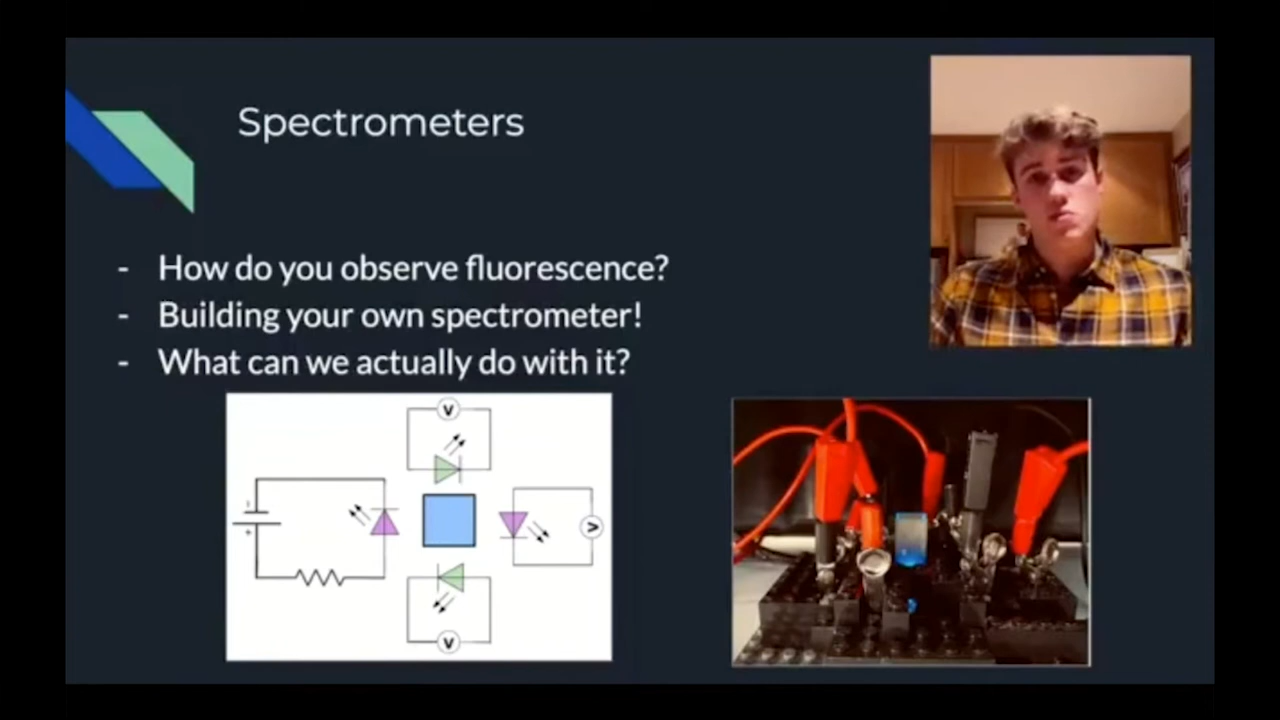 Spectrometers
- How do you observe fluorescence?
- Building your own spectrometer!
- What can we actually do with it?
V
V
V
+